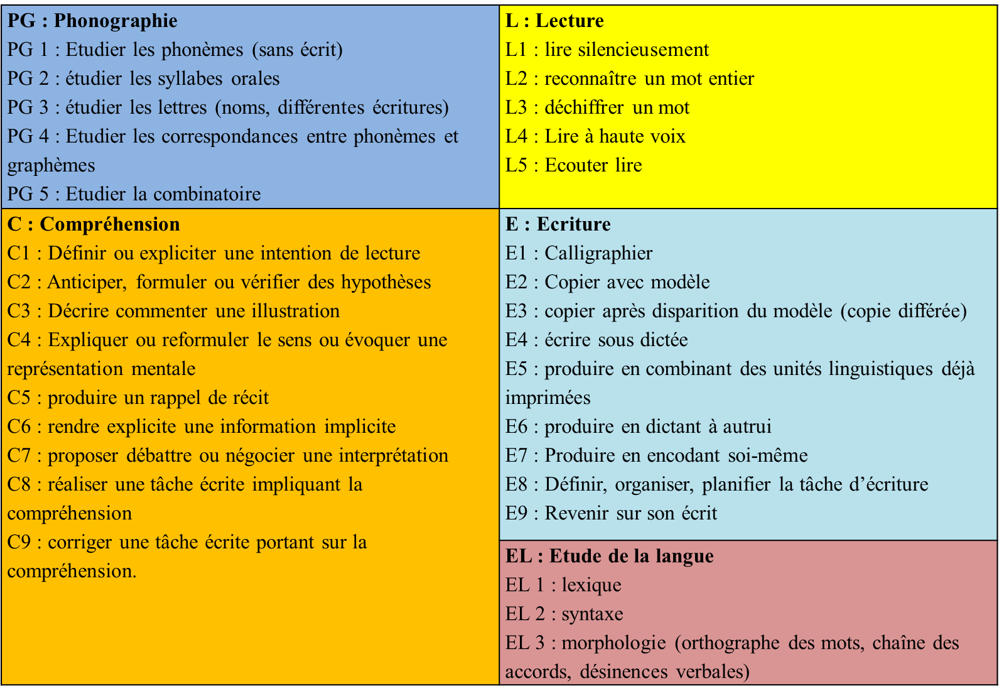 PG : Phonographie
PG 1 : Etudier les phonèmes (sans écrit)
PG 2 : étudier les syllabes orales
PG 3 : étudier les lettres (noms, différentes écritures)
PG 4 : Etudier les correspondances entre phonèmes et
graphèmes
PG 5 : Etudier la combinatoire
L : Lecture
L1 : lire silencieusement
L2 : reconnaître un mot entier
L3 : déchiffrer un mot
L4 : Lire à haute voix
L5 : Ecouter lire
C : Compréhension
C1 : Définir ou expliciter une intention de lecture
C2 : Anticiper, formuler ou vérifier des hypothèses
C3 : Décrire commenter une illustration
C4 : Expliquer ou reformuler le sens ou évoquer une
représentation mentale
C5 : produire un rappel de récit
C6 : rendre explicite une information implicite
C7 : proposer débattre ou négocier une interprétation
C8 : réaliser une tâche écrite impliquant la
compréhension
C9 : corriger une tâche écrite portant sur la
compréhension.
E : Ecriture
E1 : Calligraphier
E2 : Copier avec modèle
E3 : copier après disparition du modèle (copie différée)
E4 : écrire sous dictée
E5 : produire en combinant des unités linguistiques déjà
imprimées
E6 : produire en dictant à autrui
E7 : Produire en encodant soi-même
E8 : Définir, organiser, planifier la tâche d’écriture
E9 : Revenir sur son écrit
EL : Etude de la langue
EL 1 : lexique
EL 2 : syntaxe
EL 3 : morphologie (orthographe des mots, chaîne des
accords, désinences verbales)